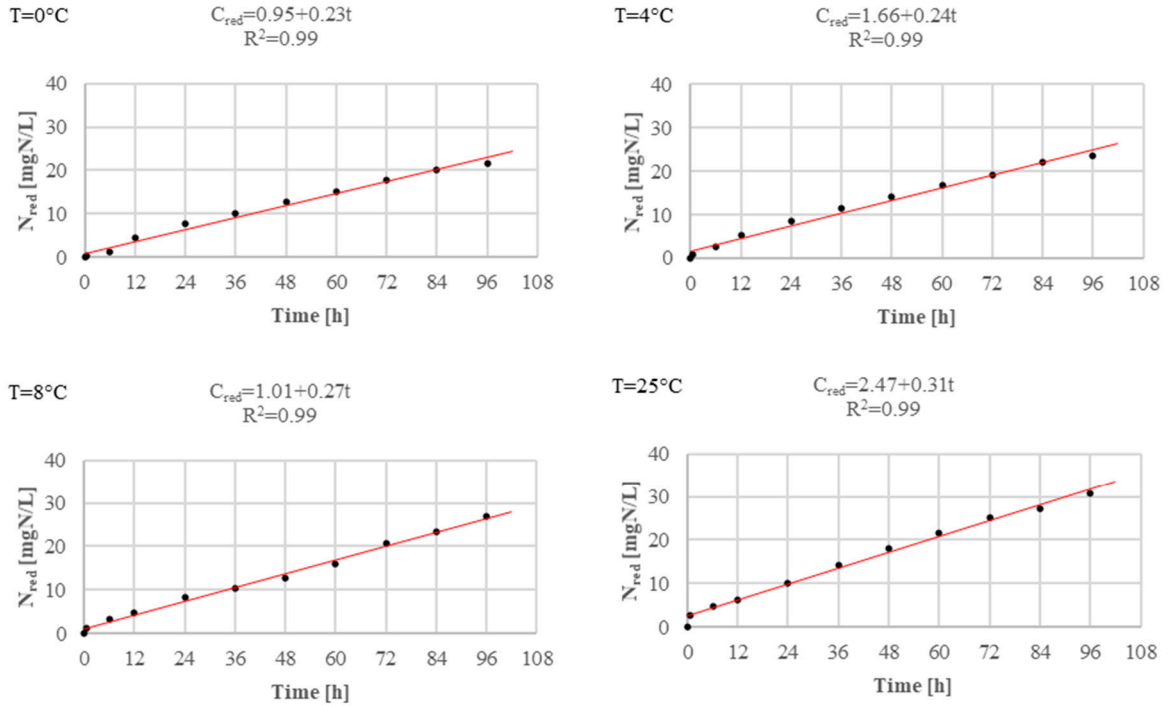 T=0°C
C_red=0.95+0.23t
R²=0.99
40
30
20
10
0
N_red [mgN/L]
0 12 24 36 48 60 72 84 96 108
Time [h]
T=4°C
C_red=1.66+0.24t
R²=0.99
40
30
20
10
0
N_red [mgN/L]
0 12 24 36 48 60 72 84 96 108
Time [h]
T=8°C
C_red=1.01+0.27t
R²=0.99
40
30
20
10
0
N_red [mgN/L]
0 12 24 36 48 60 72 84 96 108
Time [h]
T=25°C
C_red=2.47+0.31t
R²=0.99
40
30
20
10
0
N_red [mgN/L]
0 12 24 36 48 60 72 84 96 108
Time [h]